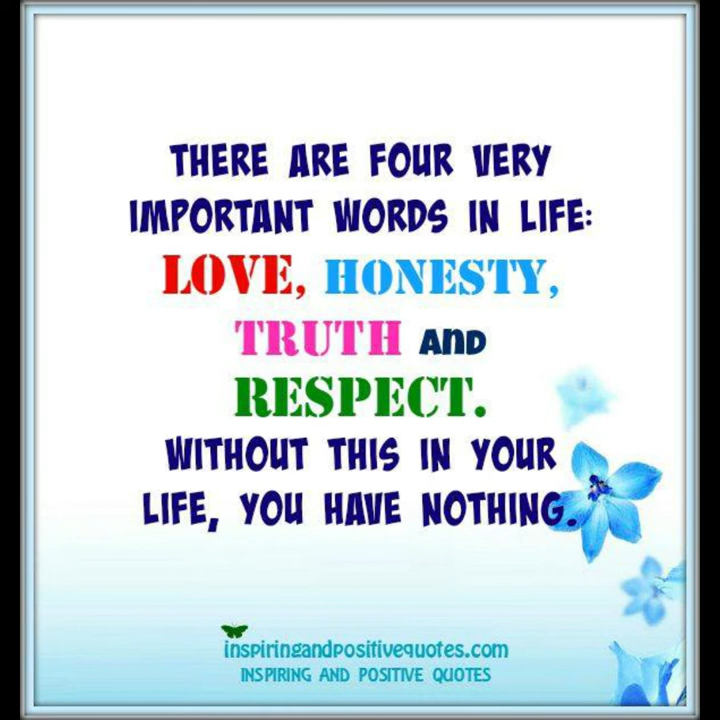 THERE ARE FOUR VERY
IMPORTANT WORDS IN LIFE:
LOVE, HONESTY,
TRUTH AND
RESPECT.
WITHOUT THIS IN YOUR
LIFE, YOU HAVE NOTHING.
inspiringandpositivequotes.com
INSPIRING AND POSITIVE QUOTES